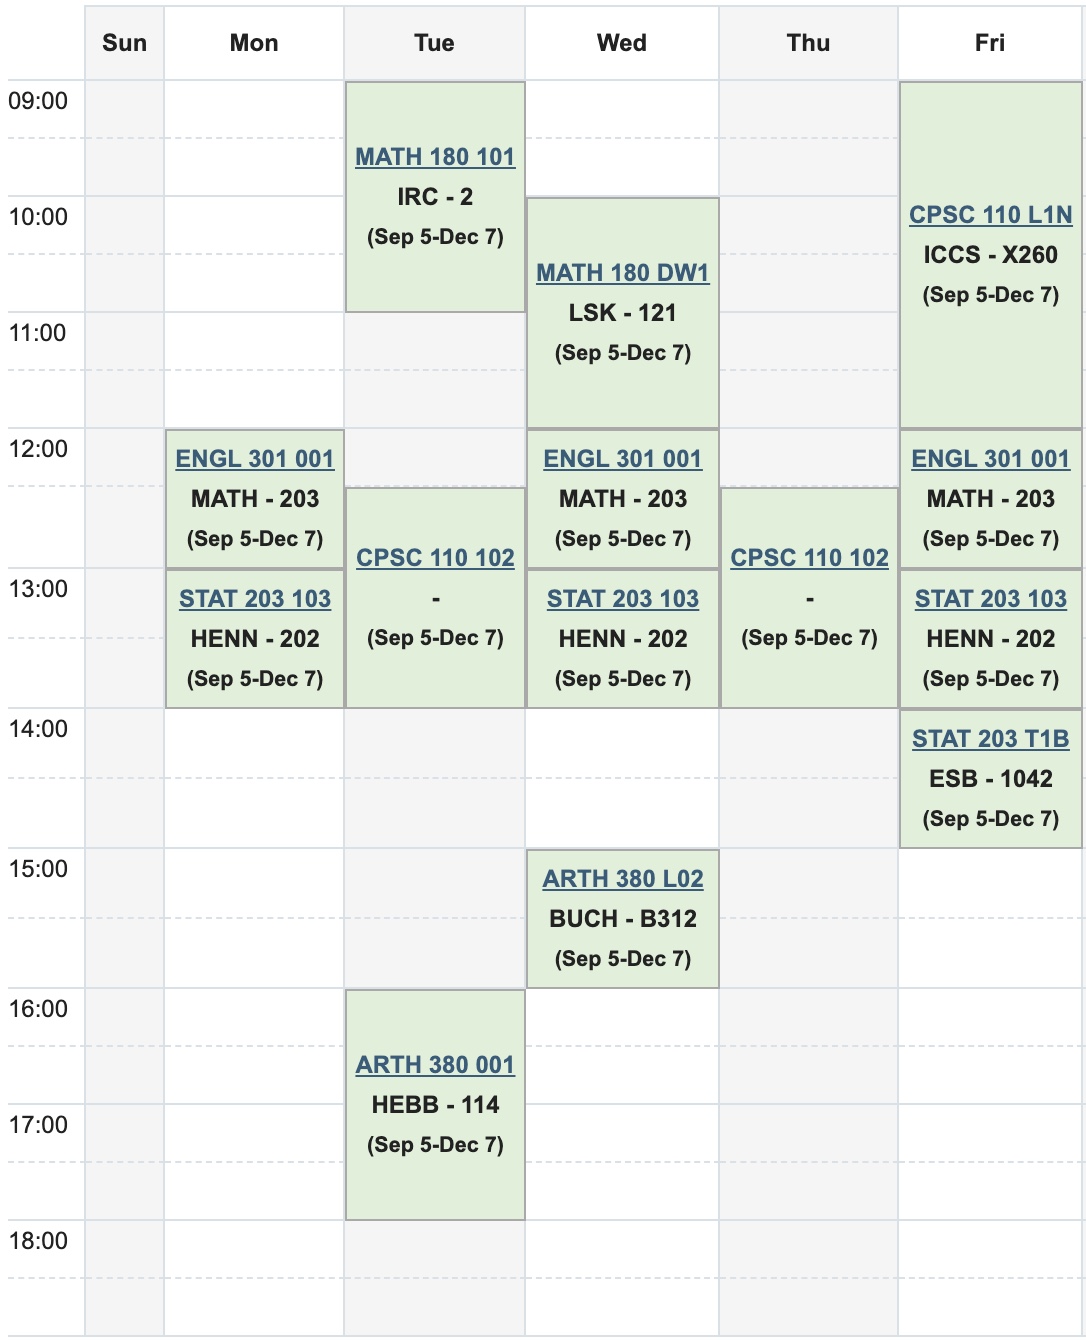 Sun Mon Tue Wed Thu Fri
09:00
MATH 180 101
IRC - 2
(Sep 5-Dec 7)
CPSC 110 L1N
ICCS - X260
(Sep 5-Dec 7)
10:00
MATH 180 DW1
LSK - 121
(Sep 5-Dec 7)
11:00
12:00
ENGL 301 001
MATH - 203
(Sep 5-Dec 7)
CPSC 110 102
-
(Sep 5-Dec 7)
ENGL 301 001
MATH - 203
(Sep 5-Dec 7)
CPSC 110 102
-
(Sep 5-Dec 7)
ENGL 301 001
MATH - 203
(Sep 5-Dec 7)
13:00
STAT 203 103
HENN - 202
(Sep 5-Dec 7)
STAT 203 103
HENN - 202
(Sep 5-Dec 7)
STAT 203 103
HENN - 202
(Sep 5-Dec 7)
14:00
STAT 203 T1B
ESB - 1042
(Sep 5-Dec 7)
15:00
ARTH 380 L02
BUCH - B312
(Sep 5-Dec 7)
16:00
ARTH 380 001
HEBB - 114
(Sep 5-Dec 7)
17:00
18:00